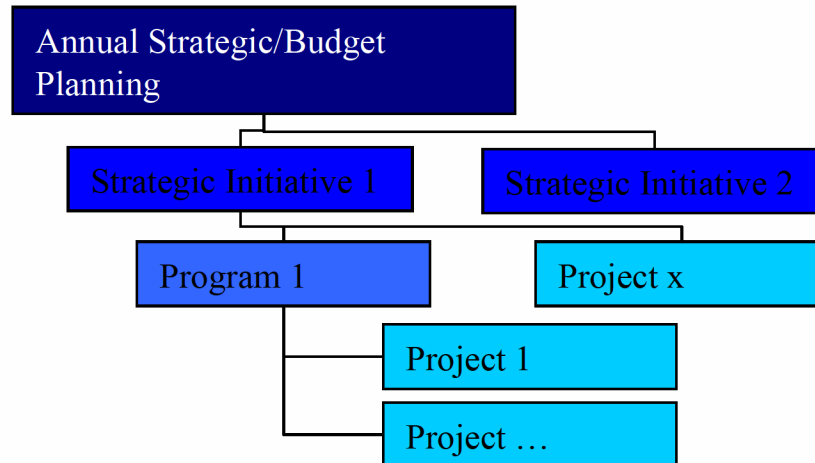 Annual Strategic/Budget
Planning
Strategic Initiative 1
Strategic Initiative 2
Program 1
Project x
Project 1
Project …